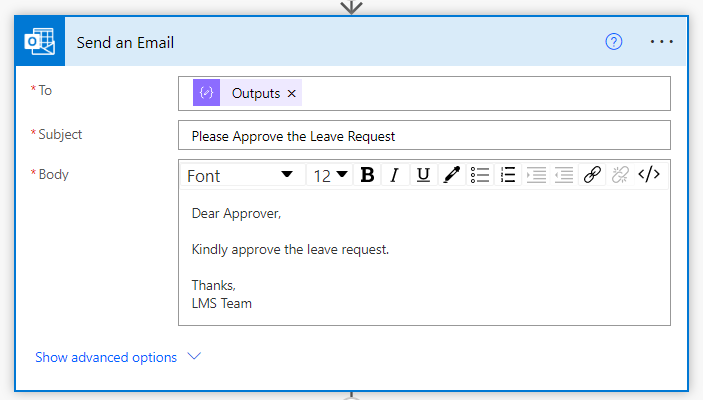 Send an Email
* To
Outputs
* Subject
Please Approve the Leave Request
* Body
Font 12 B I U </>
Dear Approver,
Kindly approve the leave request.
Thanks,
LMS Team
Show advanced options